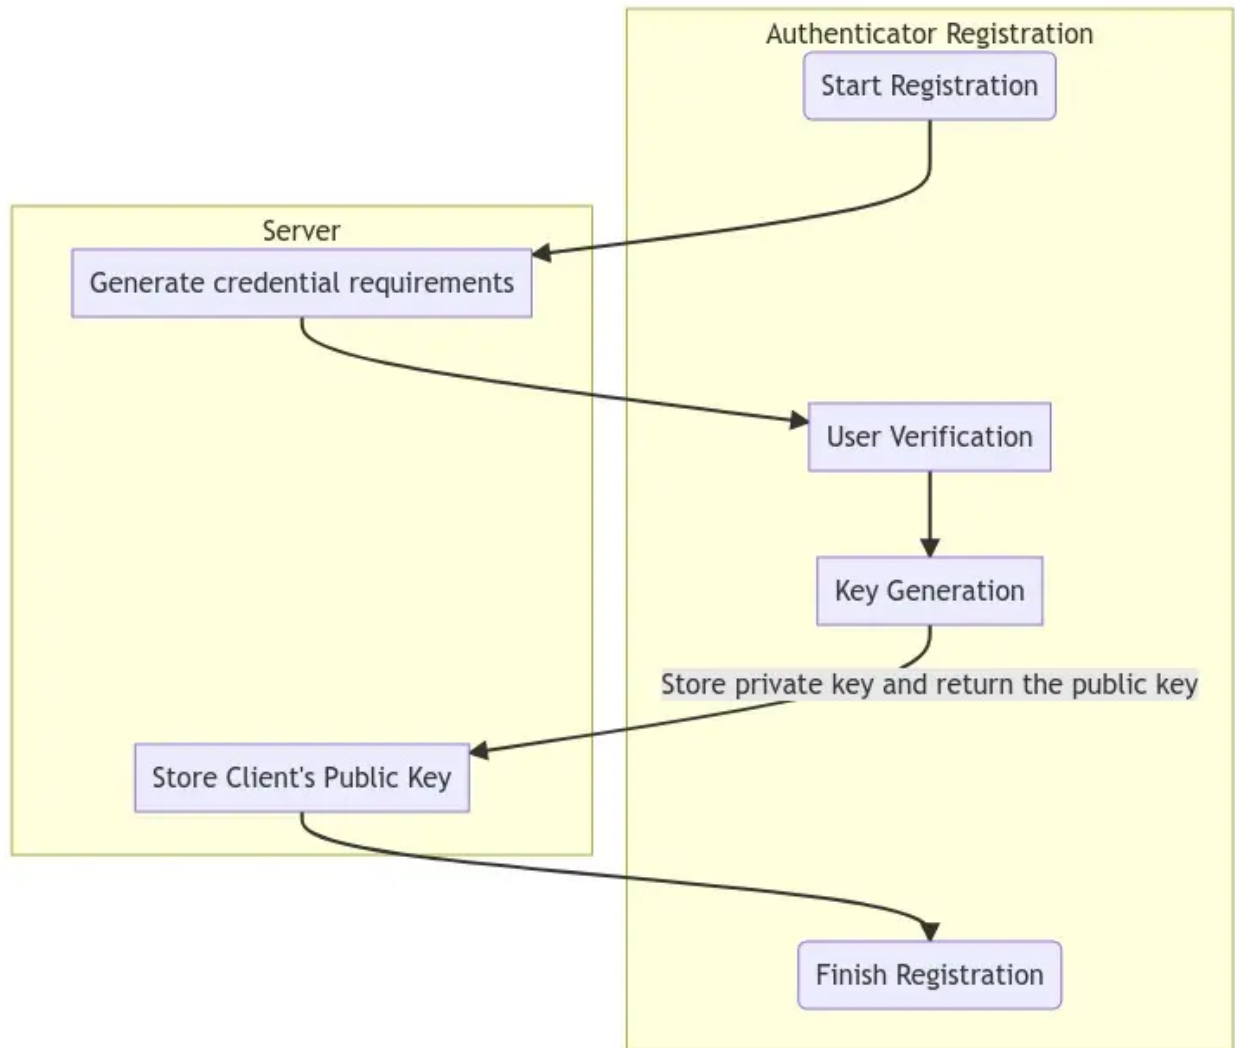 Authenticator Registration
Start Registration
Server
Generate credential requirements
User Verification
Key Generation
Store private key and return the public key
Store Client's Public Key
Finish Registration